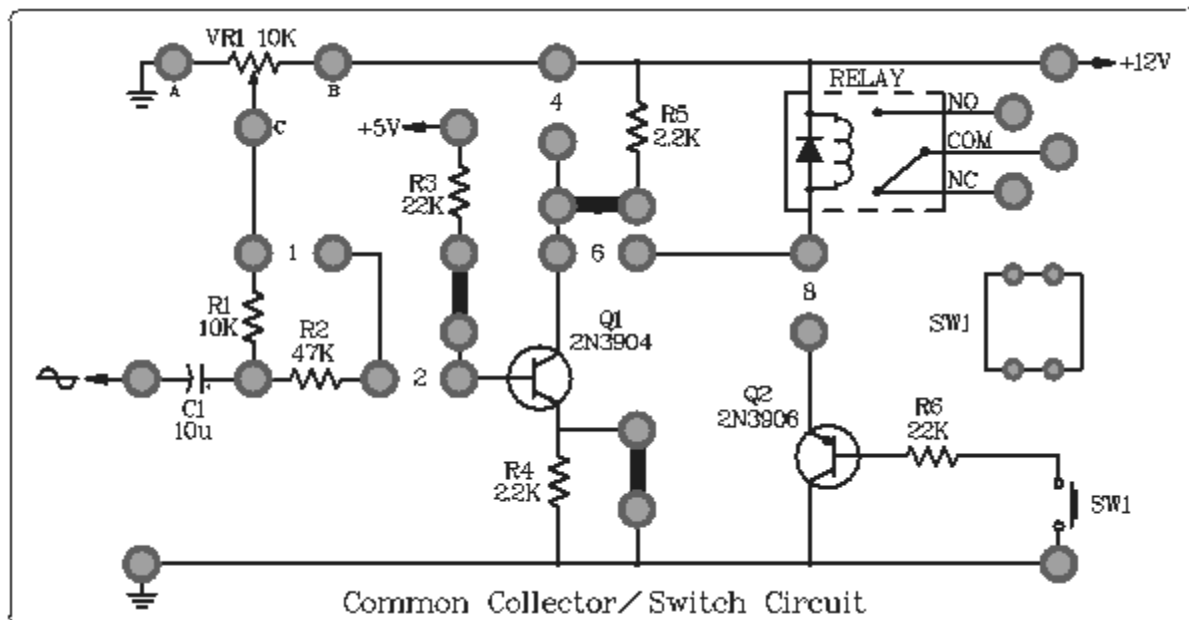 VR1 10K
A
B
4
+12V
RELAY
C
+5V
R5
2.2K
NO
COM
NC
R3
22K
1
6
8
R1
10K
R2
47K
2
Q1
2N3904
SW1
C1
10u
Q2
2N3906
R6
22K
R4
2.2K
SW1
Common Collector/Switch Circuit